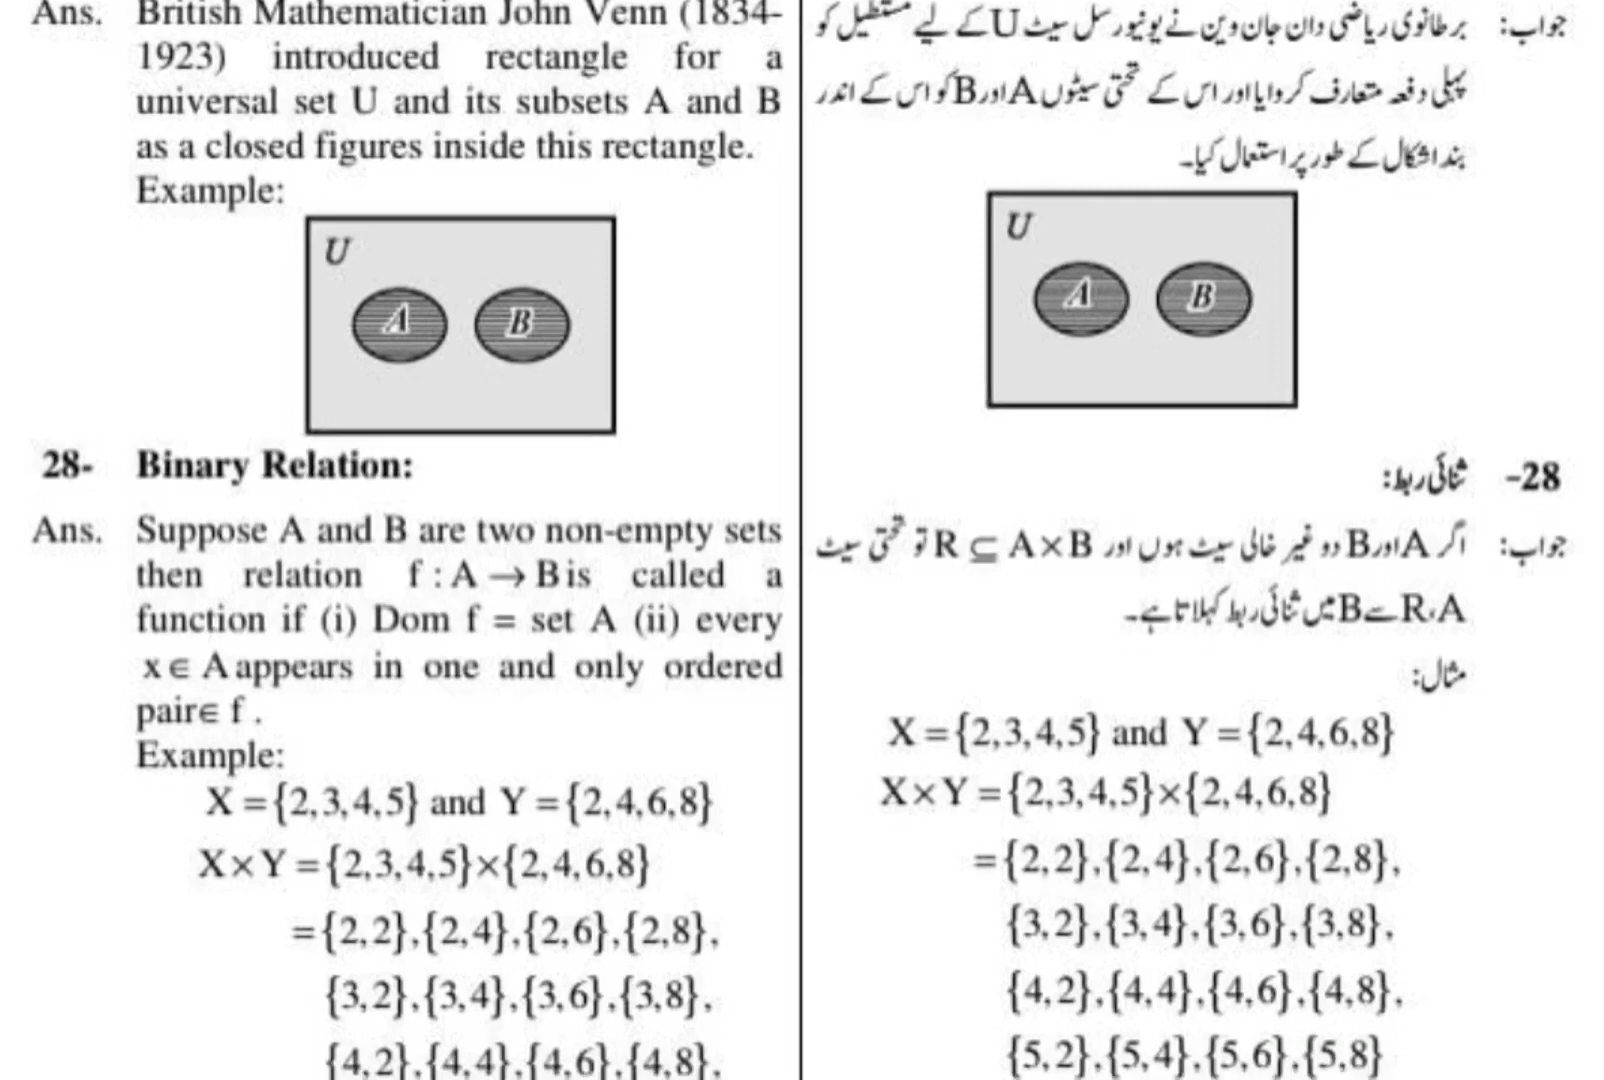 Ans. British Mathematician John Venn (1834-
1923) introduced rectangle for a
universal set U and its subsets A and B
as a closed figures inside this rectangle.
Example:
U
A B
28- Binary Relation:
Ans. Suppose A and B are two non-empty sets
then relation f : A → B is called a
function if (i) Dom f = set A (ii) every
x ∈ A appears in one and only ordered
pair∈ f .
Example:
X = {2,3,4,5} and Y = {2,4,6,8}
X×Y = {2,3,4,5}×{2,4,6,8}
= {2,2},{2,4},{2,6},{2,8},
{3,2},{3,4},{3,6},{3,8},
{4,2},{4,4},{4,6},{4,8},
جواب: برطانوی ریاضی دان جان وین نے یونیورسل سیٹ U کے لیے مستطیل کو
پہلی دفعہ متعارف کروایا اور اس کے تحتی سیٹوں A اور B کو اس کے اندر
بند اشکال کے طور پر استعمال کیا۔
U
A B
28- ثنائی ربط:
جواب: اگر A اور B دو غیر خالی سیٹ ہوں اور R ⊆ A×B تو تحتی سیٹ
R، A سے B میں ثنائی ربط کہلاتا ہے۔
مثال:
X = {2,3,4,5} and Y = {2,4,6,8}
X×Y = {2,3,4,5}×{2,4,6,8}
= {2,2},{2,4},{2,6},{2,8},
{3,2},{3,4},{3,6},{3,8},
{4,2},{4,4},{4,6},{4,8},
{5,2},{5,4},{5,6},{5,8}